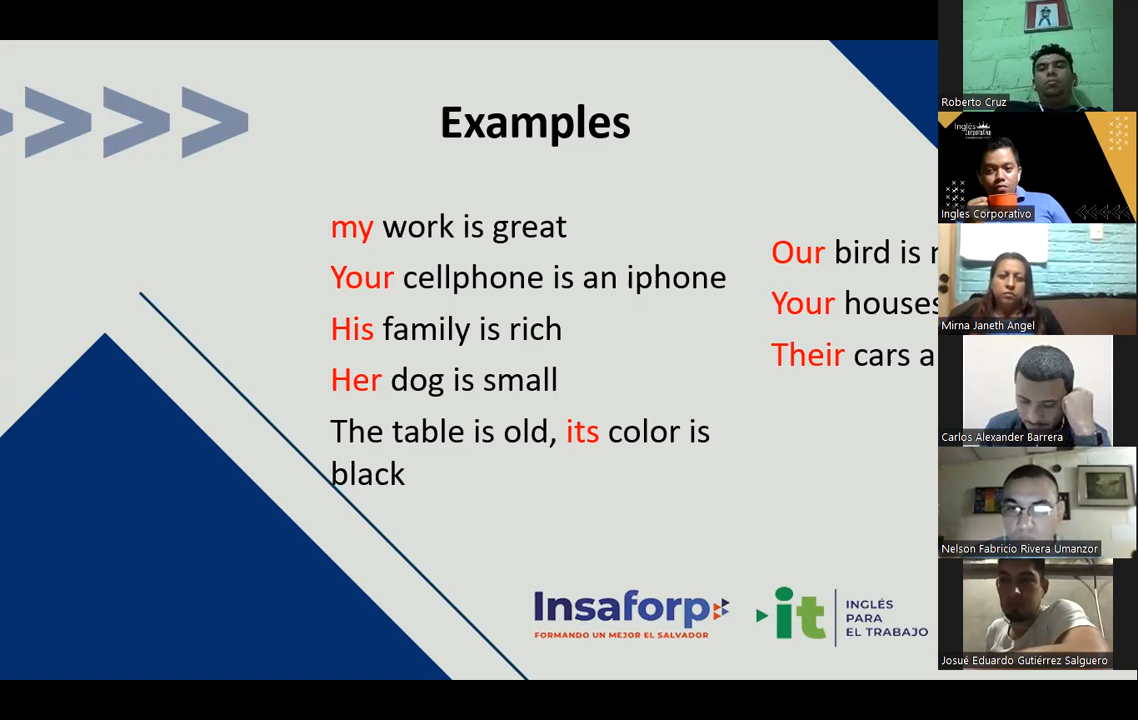 Examples
my work is great
Your cellphone is an iphone
His family is rich
Her dog is small
The table is old, its color is
black
Our bird is
Your houses
Their cars
Insaforp
FORMANDO UN MEJOR EL SALVADOR
it
INGLÉS
PARA
EL TRABAJO
Roberto Cruz
Inglés
Corporativo
Ingles Corporativo
Mirna Janeth Angel
Carlos Alexander Barrera
Nelson Fabricio Rivera Umanzor
Josué Eduardo Gutiérrez Salguero